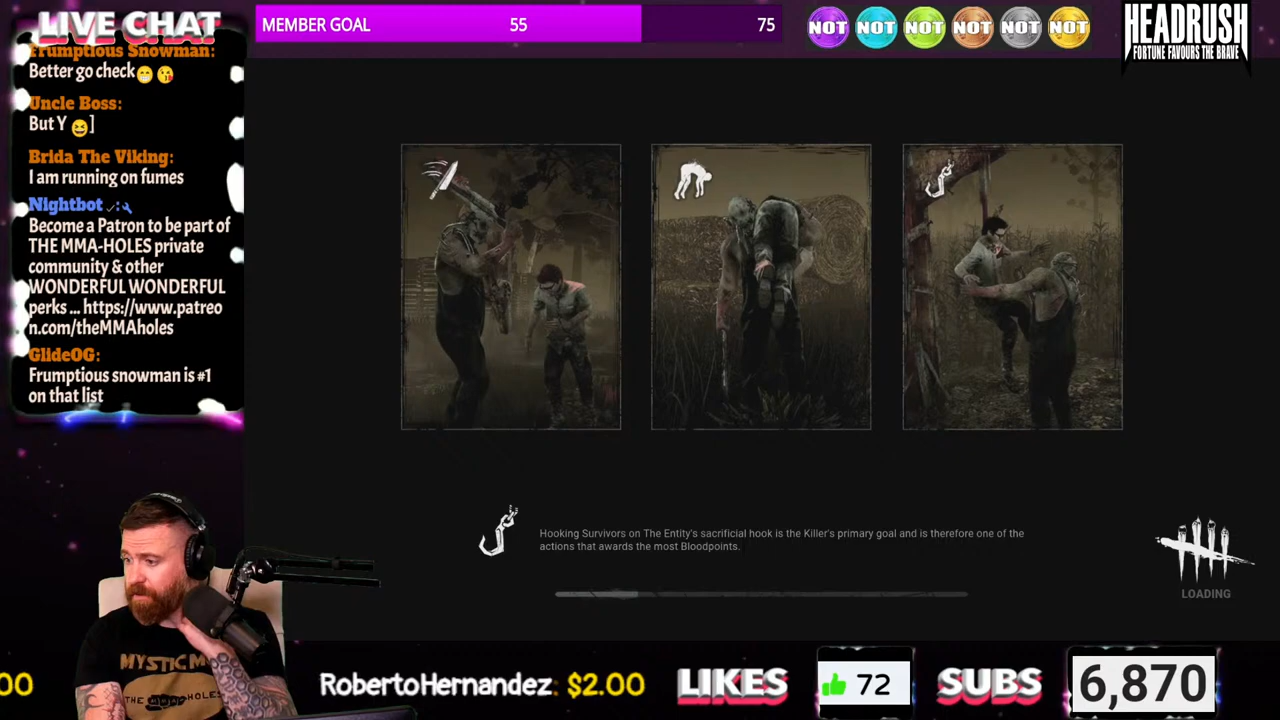 LIVE CHAT
Frumptious Snowman:
Better go check
Uncle Boss:
But Y ]
Brida The Viking:
I am running on fumes
Nightbot :
Become a Patron to be part of
THE MMA-HOLES private
community & other
WONDERFUL WONDERFUL
perks ... https://www.patreo
n.com/theMMAholes
GlideOG:
Frumptious snowman is #1
on that list
MEMBER GOAL 55 75
NOT NOT NOT NOT NOT NOT
HEADRUSH
FORTUNE FAVOURS THE BRAVE
Hooking Survivors on The Entity's sacrificial hook is the Killer's primary goal and is therefore one of the
actions that awards the most Bloodpoints.
LOADING
MYSTIC M
THE HOLES
00 RobertoHernandez: $2.00 LIKES 72 SUBS 6,870